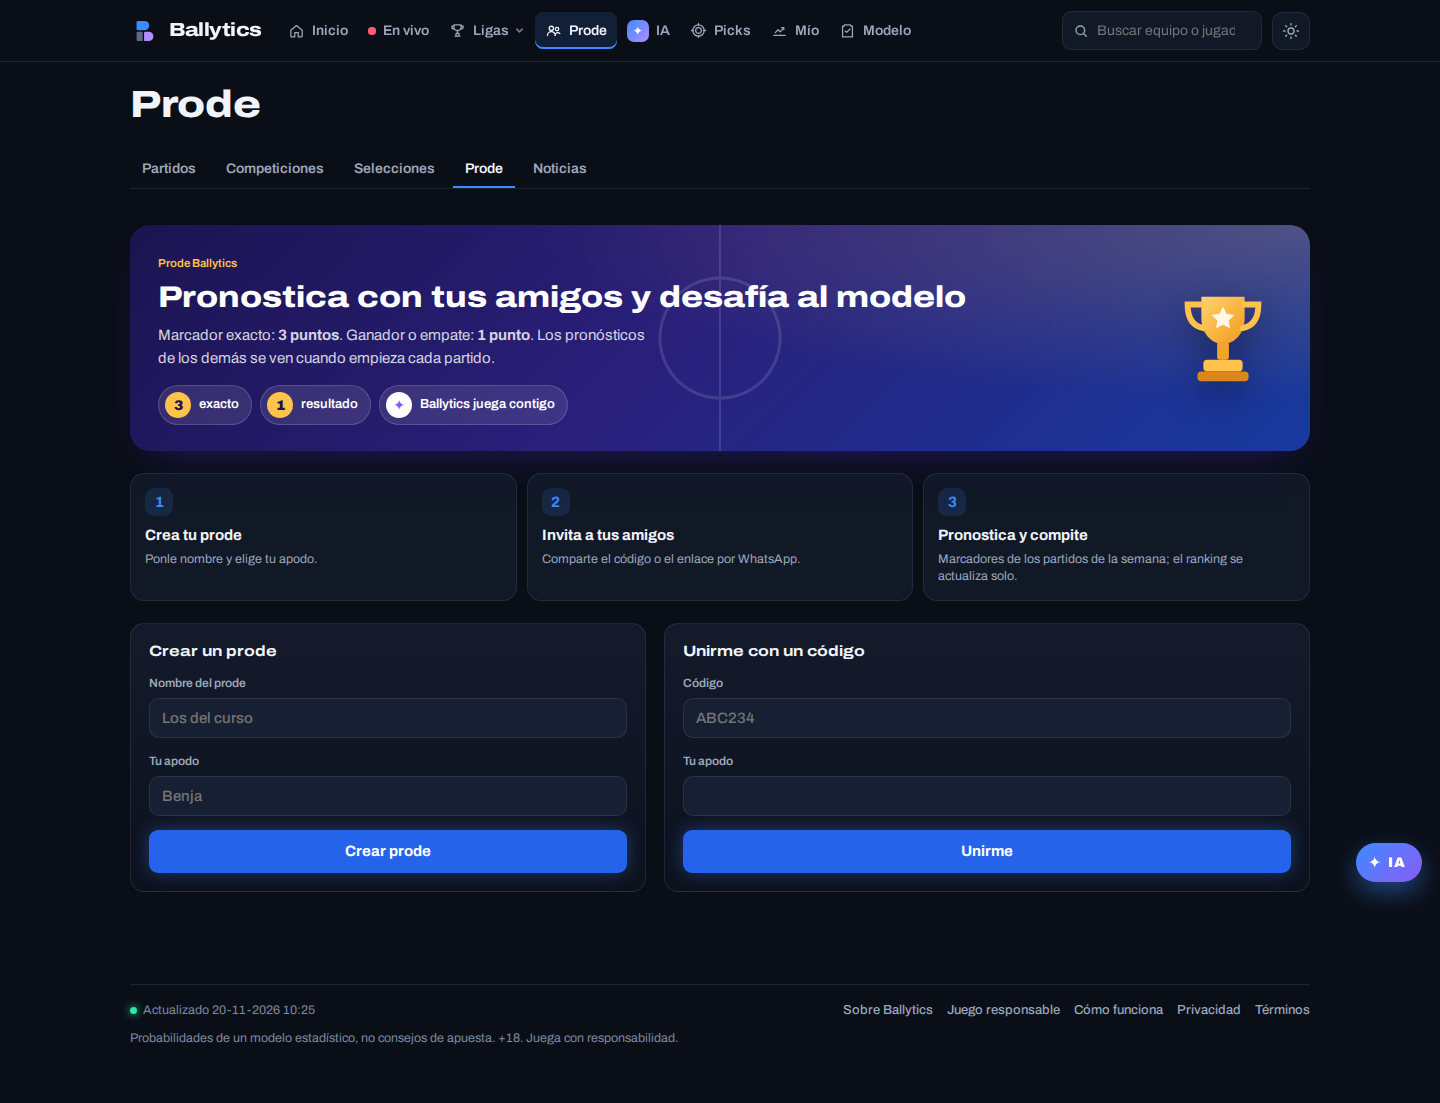 Ballytics
Inicio
En vivo
Ligas
Prode
IA
Picks
Mío
Modelo
Buscar equipo o jugad
Prode
Partidos
Competiciones
Selecciones
Prode
Noticias
Prode Ballytics
Pronostica con tus amigos y desafía al modelo
Marcador exacto: 3 puntos. Ganador o empate: 1 punto. Los pronósticos
de los demás se ven cuando empieza cada partido.
3 exacto
1 resultado
Ballytics juega contigo
1
Crea tu prode
Ponle nombre y elige tu apodo.
2
Invita a tus amigos
Comparte el código o el enlace por WhatsApp.
3
Pronostica y compite
Marcadores de los partidos de la semana; el ranking se
actualiza solo.
Crear un prode
Nombre del prode
Los del curso
Tu apodo
Benja
Crear prode
Unirme con un código
Código
ABC234
Tu apodo
Unirme
IA
Actualizado 20-11-2026 10:25
Sobre Ballytics
Juego responsable
Cómo funciona
Privacidad
Términos
Probabilidades de un modelo estadístico, no consejos de apuesta. +18. Juega con responsabilidad.